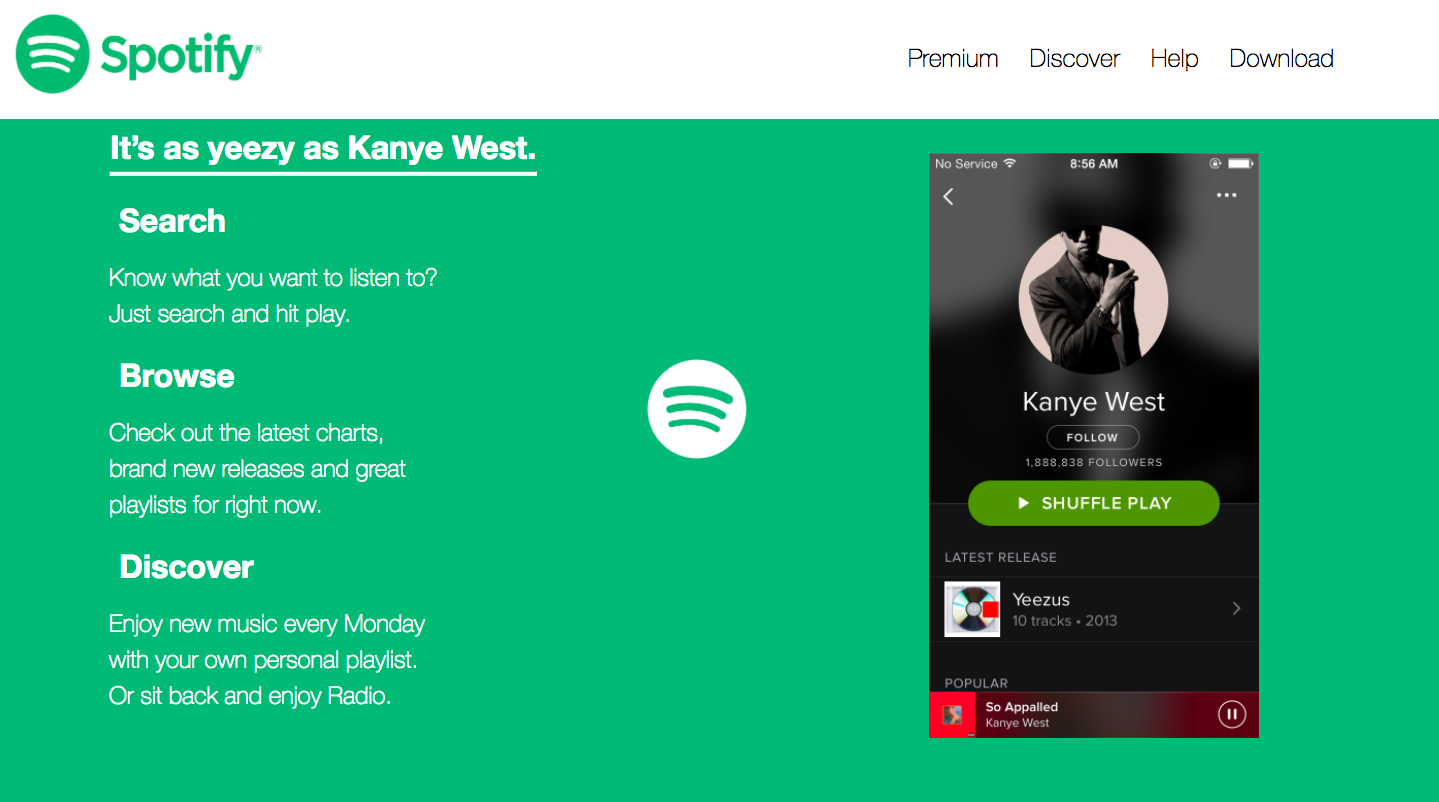 Spotify®
Premium Discover Help Download
It's as yeezy as Kanye West.
Search
Know what you want to listen to?
Just search and hit play.
Browse
Check out the latest charts,
brand new releases and great
playlists for right now.
Discover
Enjoy new music every Monday
with your own personal playlist.
Or sit back and enjoy Radio.
No Service 8:56 AM
Kanye West
FOLLOW
1,888,838 FOLLOWERS
SHUFFLE PLAY
LATEST RELEASE
Yeezus
10 tracks • 2013
POPULAR
So Appalled
Kanye West